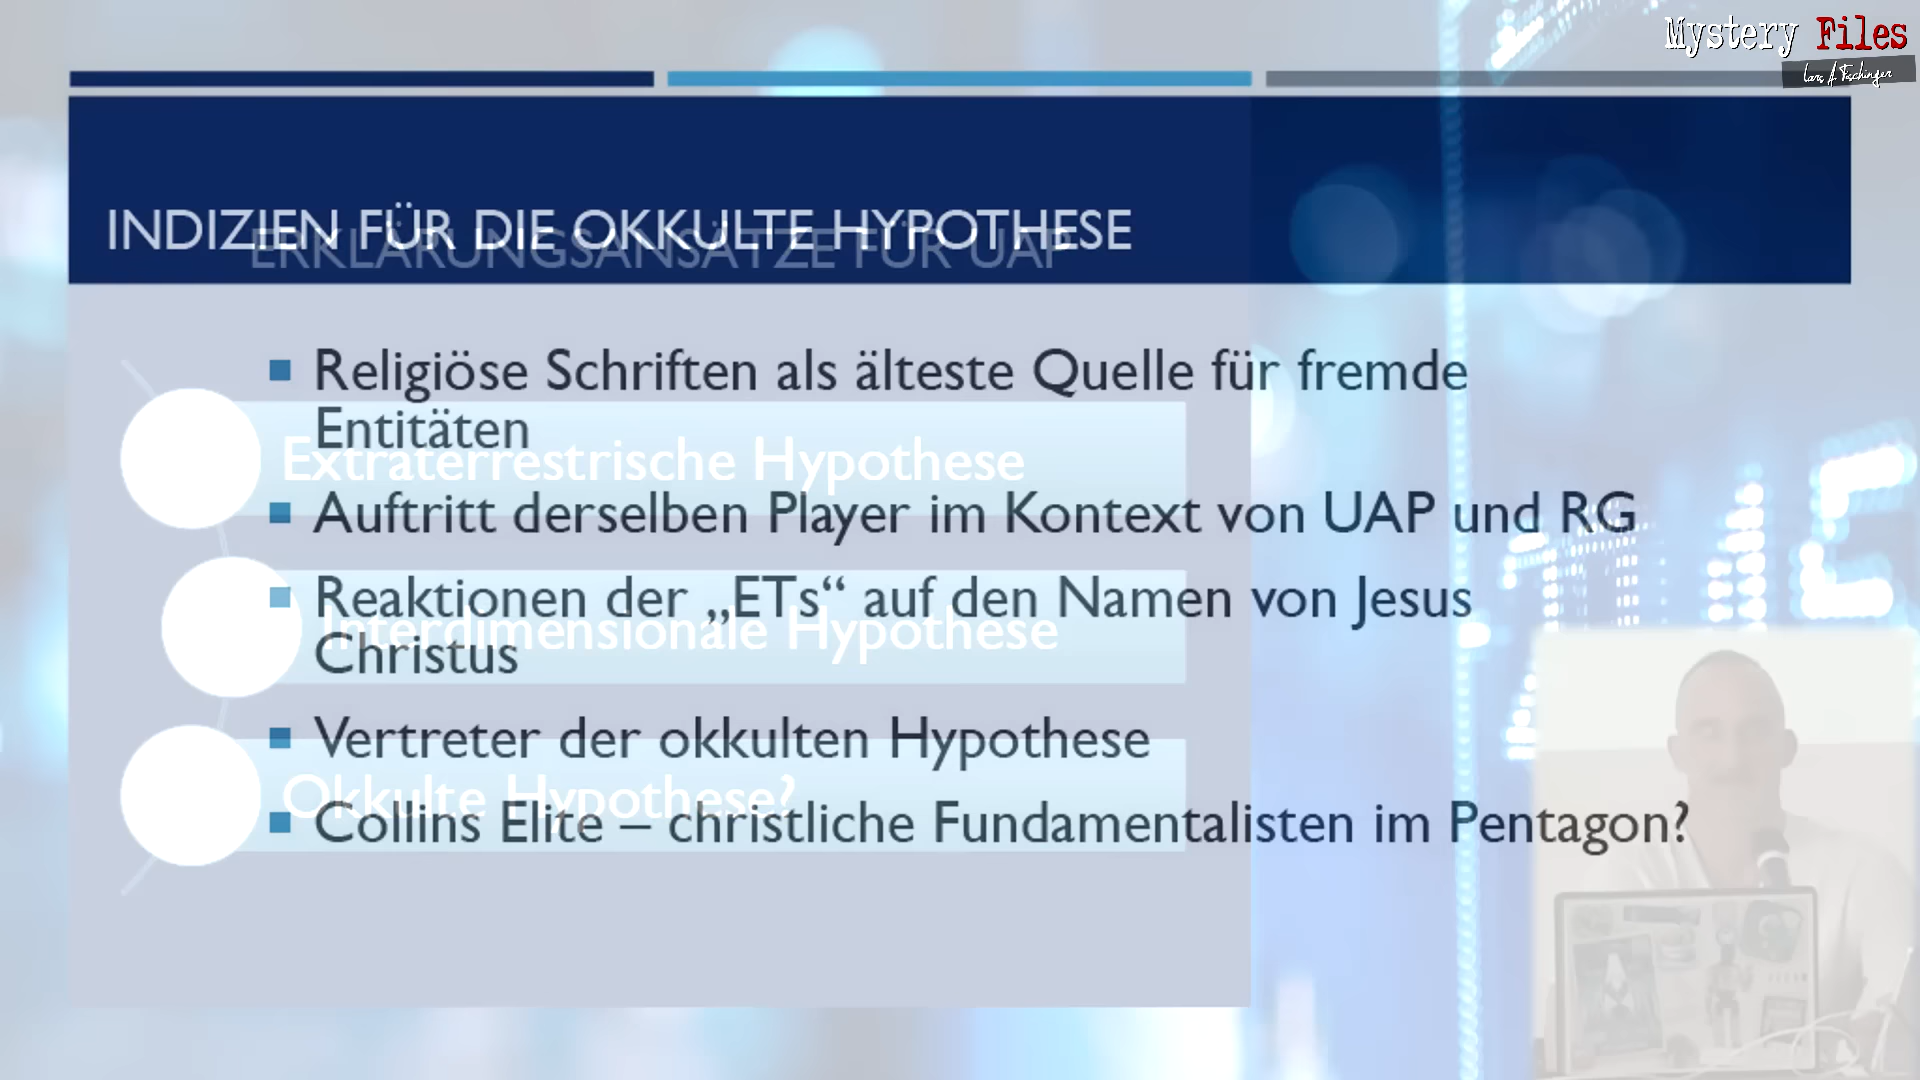 Mystery Files
Lars A. Fischinger
INDIZIEN FÜR DIE OKKULTE HYPOTHESE
ERKLÄRUNGSANSÄTZE FÜR UAP
Religiöse Schriften als älteste Quelle für fremde
Entitäten
Extraterrestrische Hypothese
Auftritt derselben Player im Kontext von UAP und RG
Reaktionen der „ETs“ auf den Namen von Jesus
Interdimensionale Hypothese
Christus
Vertreter der okkulten Hypothese
Okkulte Hypothese?
Collins Elite – christliche Fundamentalisten im Pentagon?